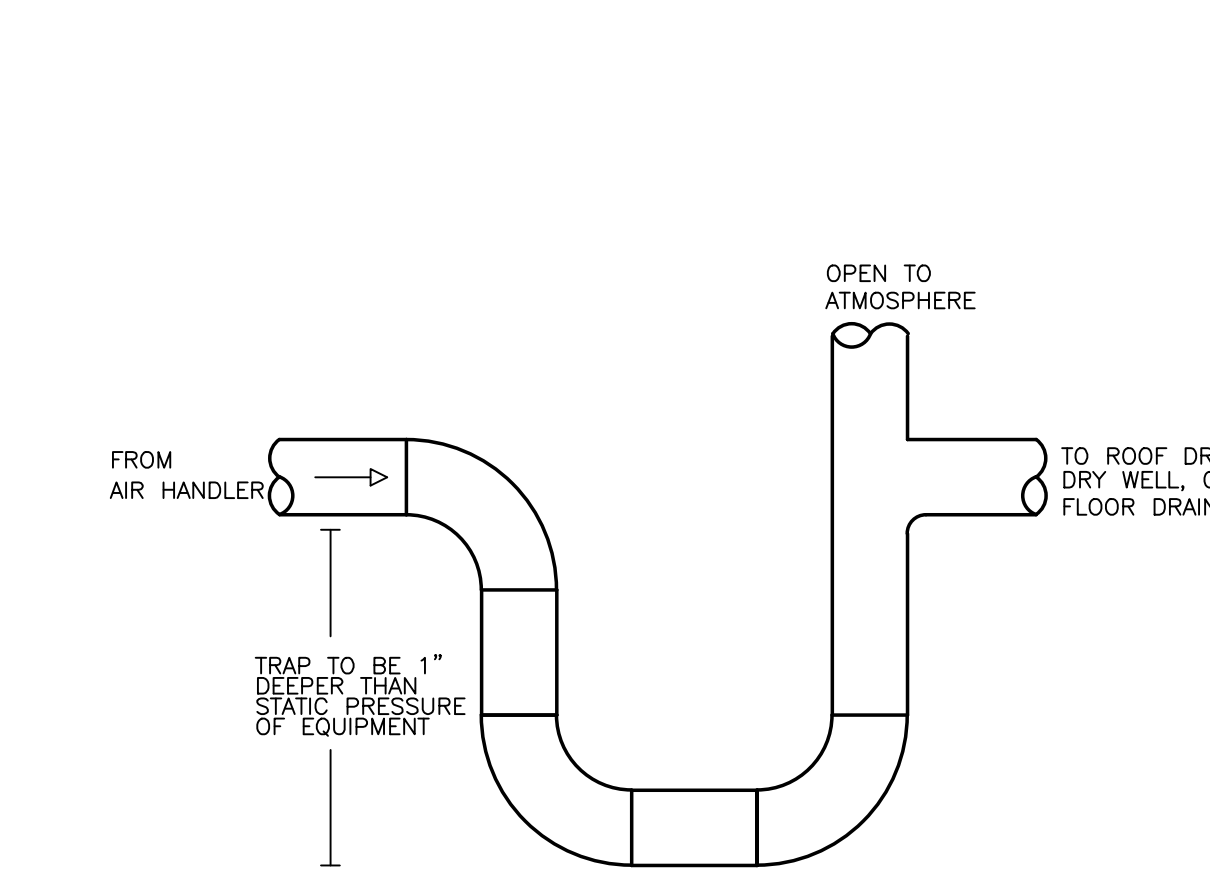 OPEN TO
ATMOSPHERE
FROM
AIR HANDLER
TO ROOF
DRY WELL,
FLOOR
TRAP TO BE 1”
DEEPER THAN
STATIC PRESSURE
OF EQUIPMENT